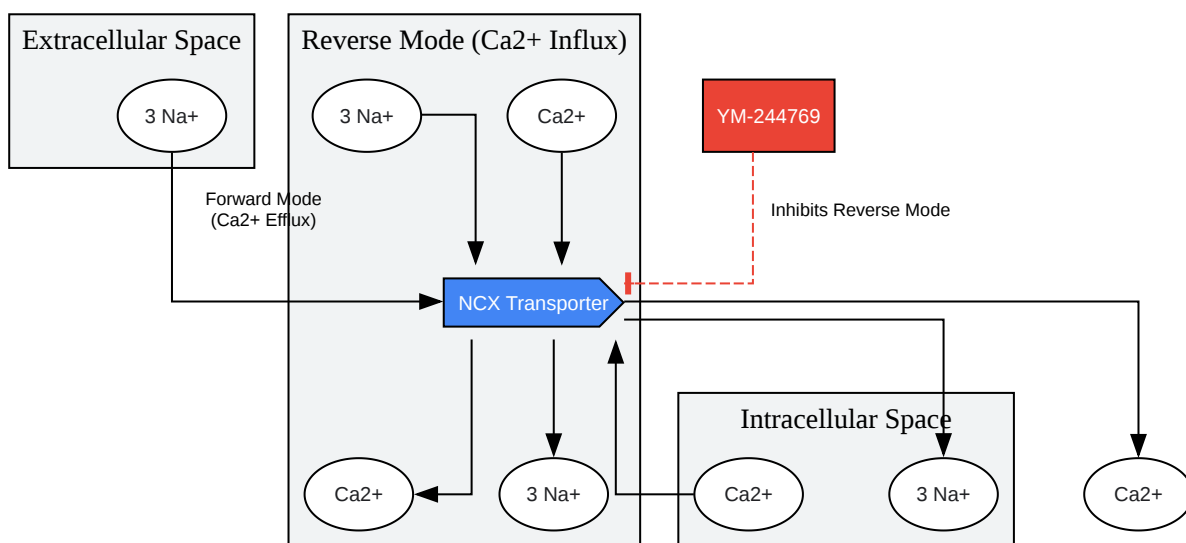 Extracellular Space
Reverse Mode (Ca2+ Influx)
3 Na+
3 Na+
Ca2+
YM-244769
Forward Mode
(Ca2+ Efflux)
Inhibits Reverse Mode
NCX Transporter
Intracellular Space
Ca2+
3 Na+
Ca2+
3 Na+
Ca2+